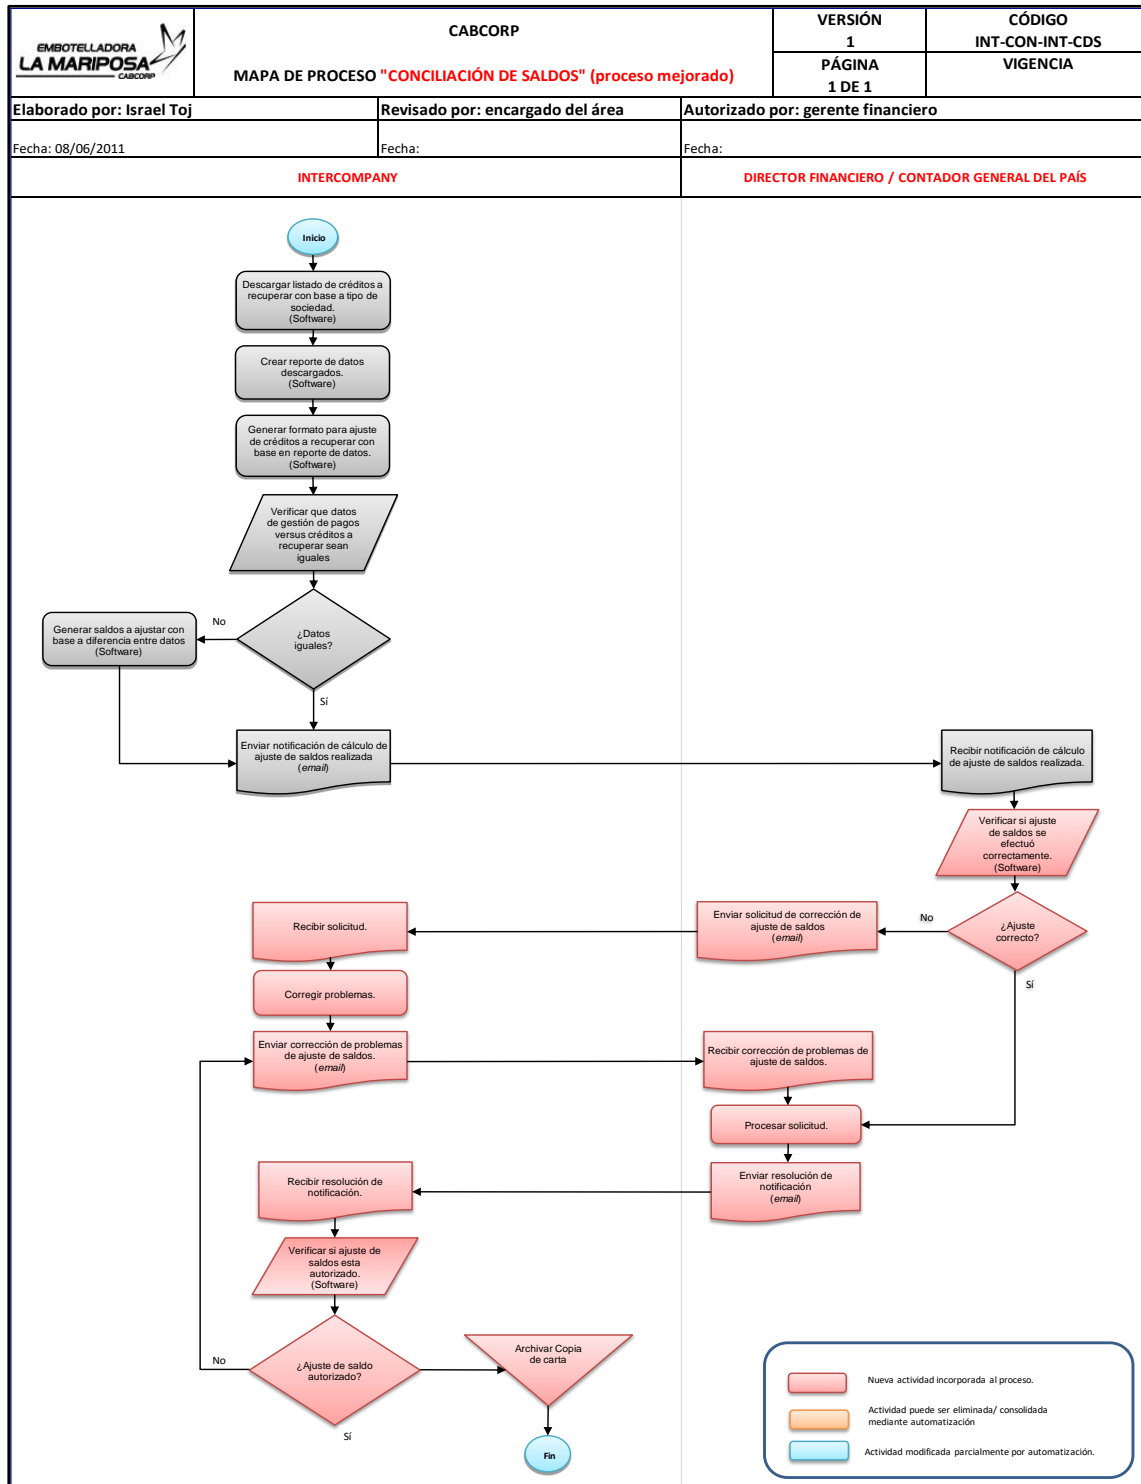 EMBOTELLADORA
LA MARIPOSA
CABCORP
CABCORP
MAPA DE PROCESO "CONCILIACIÓN DE SALDOS" (proceso mejorado)
VERSIÓN
1
CÓDIGO
INT-CON-INT-CDS
PÁGINA
1 DE 1
VIGENCIA
Elaborado por: Israel Toj
Revisado por: encargado del área
Autorizado por: gerente financiero
Fecha: 08/06/2011
Fecha:
Fecha:
INTERCOMPANY
DIRECTOR FINANCIERO / CONTADOR GENERAL DEL PAÍS
Inicio
Descargar listado de créditos a
recuperar con base a tipo de
sociedad.
(Software)
Crear reporte de datos
descargados.
(Software)
Generar formato para ajuste
de créditos a recuperar con
base en reporte de datos.
(Software)
Verificar que datos
de gestión de pagos
versus créditos a
recuperar sean
iguales
¿Datos
iguales?
No
Generar saldos a ajustar con
base a diferencia entre datos
(Software)
Sí
Enviar notificación de cálculo de
ajuste de saldos realizada
(email)
Recibir notificación de cálculo
de ajuste de saldos realizada.
Verificar si ajuste
de saldos se
efectuó
correctamente.
(Software)
¿Ajuste
correcto?
No
Enviar solicitud de corrección de
ajuste de saldos
(email)
Recibir solicitud.
Sí
Corregir problemas.
Enviar corrección de problemas
de ajuste de saldos.
(email)
Recibir corrección de problemas de
ajuste de saldos.
Procesar solicitud.
Enviar resolución de
notificación
(email)
Recibir resolución de
notificación.
Verificar si ajuste de
saldos esta
autorizado.
(Software)
¿Ajuste de saldo
autorizado?
No
Sí
Archivar Copia
de carta
Fin
Nueva actividad incorporada al proceso.
Actividad puede ser eliminada/ consolidada
mediante automatización
Actividad modificada parcialmente por automatización.